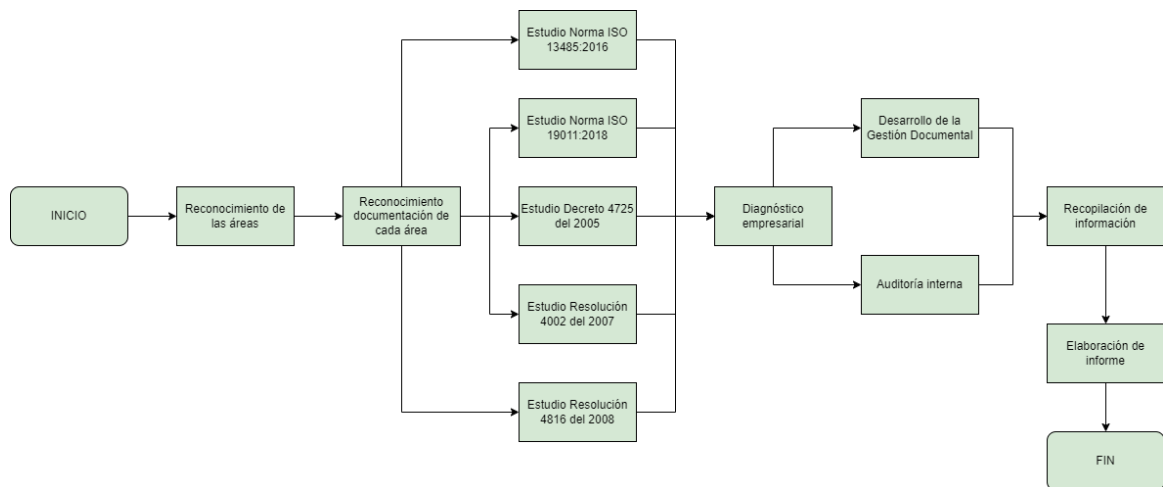 INICIO
Reconocimiento de
las áreas
Reconocimiento
documentación de
cada área
Estudio Norma ISO
13485:2016
Estudio Norma ISO
19011:2018
Estudio Decreto 4725
del 2005
Estudio Resolución
4002 del 2007
Estudio Resolución
4816 del 2008
Diagnóstico
empresarial
Desarrollo de la
Gestión Documental
Auditoría interna
Recopilación de
información
Elaboración de
informe
FIN